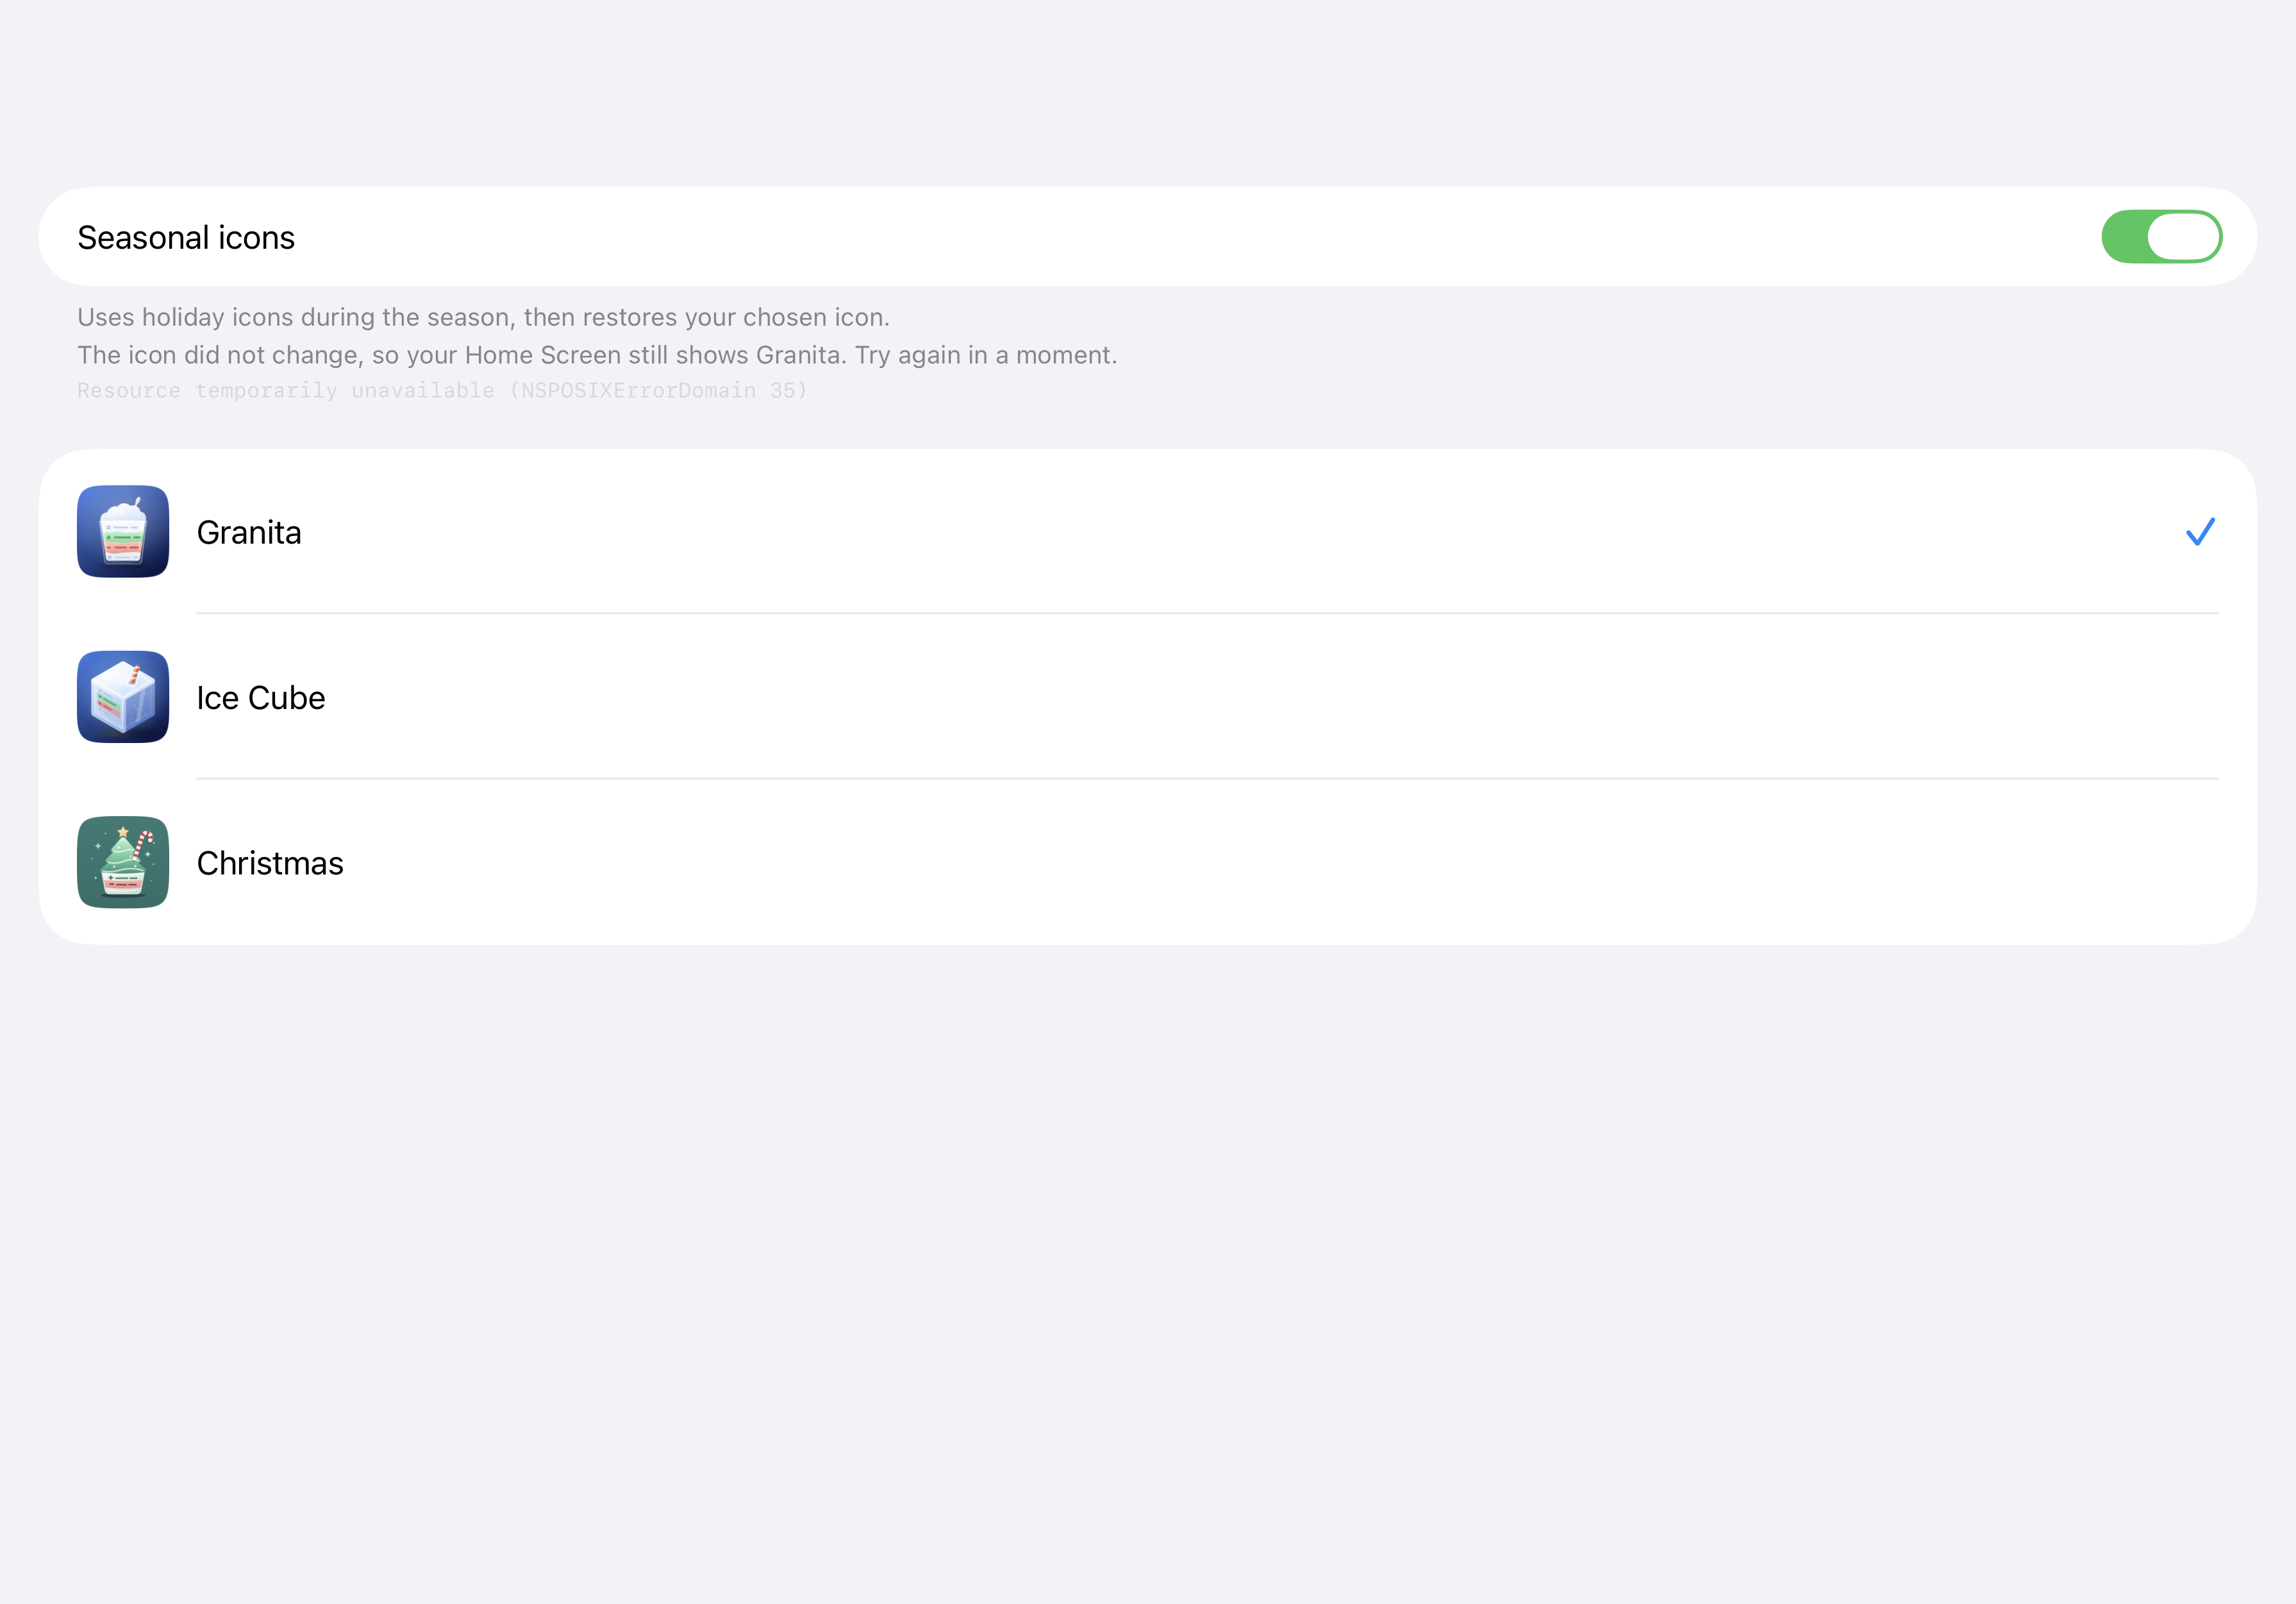 Seasonal icons
Uses holiday icons during the season, then restores your chosen icon.
The icon did not change, so your Home Screen still shows Granita. Try again in a moment.
Resource temporarily unavailable (NSPOSIXErrorDomain 35)
Granita
Ice Cube
Christmas